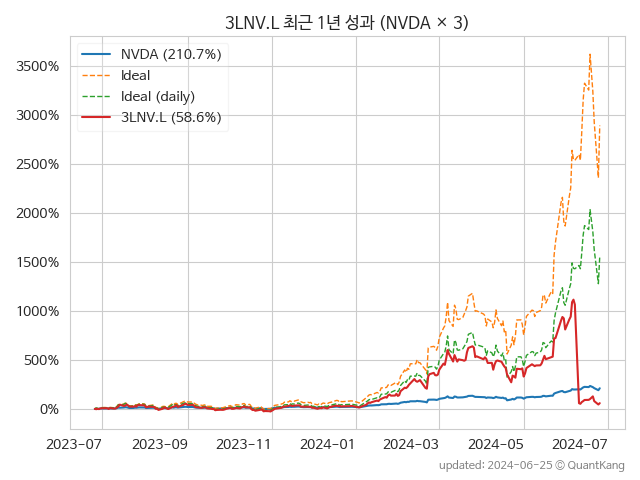 3LNV.L 최근 1년 성과 (NVDA × 3)
NVDA (210.7%)
Ideal
Ideal (daily)
3LNV.L (58.6%)
3500%
3000%
2500%
2000%
1500%
1000%
500%
0%
2023-07 2023-09 2023-11 2024-01 2024-03 2024-05 2024-07
updated: 2024-06-25 © QuantKang